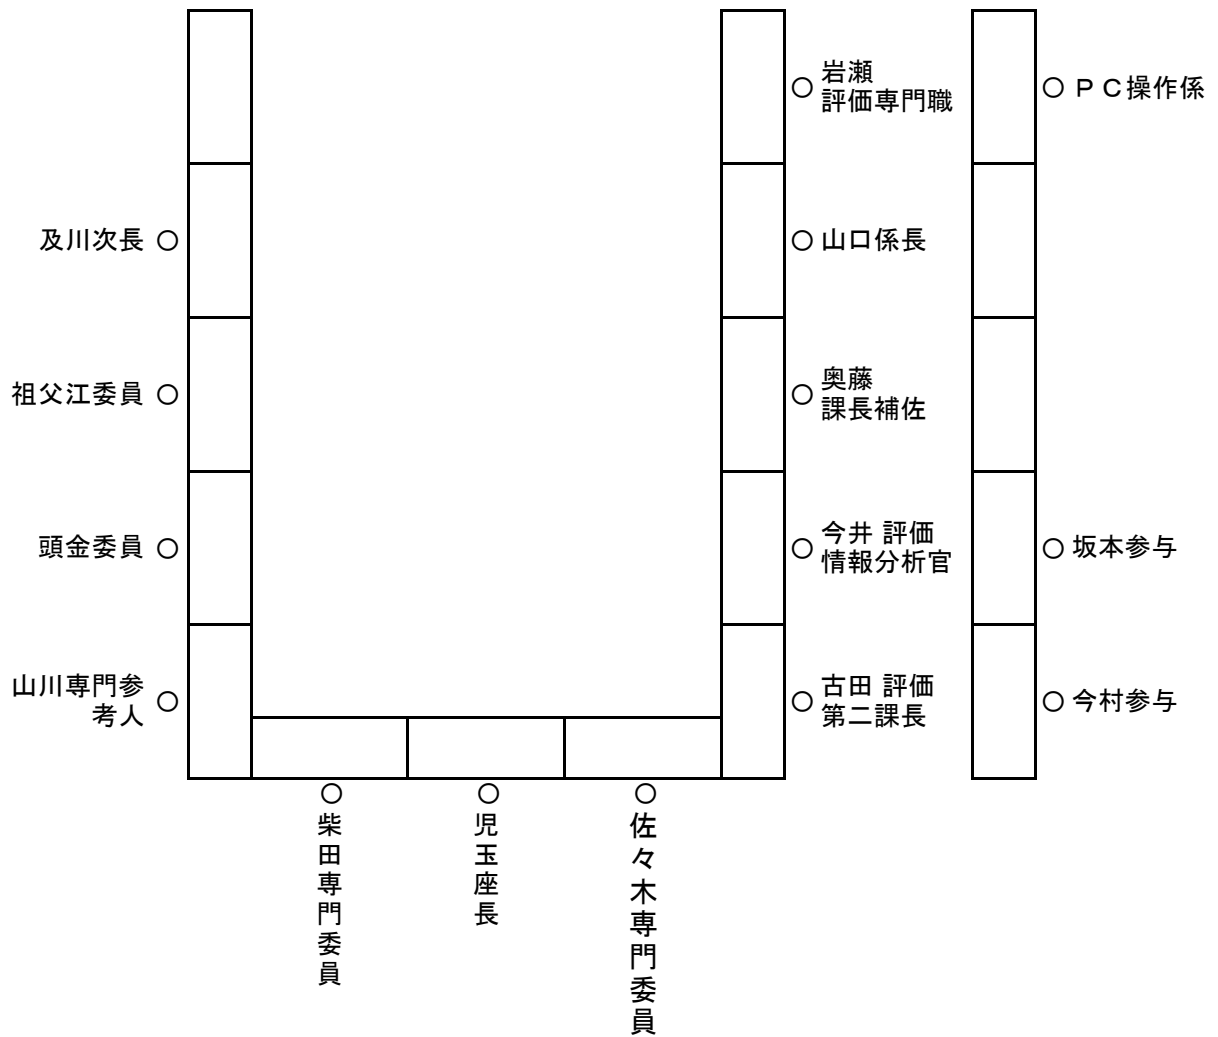 岩瀬
評価専門職
○ ＰＣ操作係
及川次長 ○
○ 山口係長
祖父江委員 ○
○ 奥藤
課長補佐
頭金委員 ○
○ 今井 評価
情報分析官
○ 坂本参与
山川専門参
考人 ○
○ 古田 評価
第二課長
○ 今村参与
○柴田専門委員
○児玉座長
○佐々木専門委員